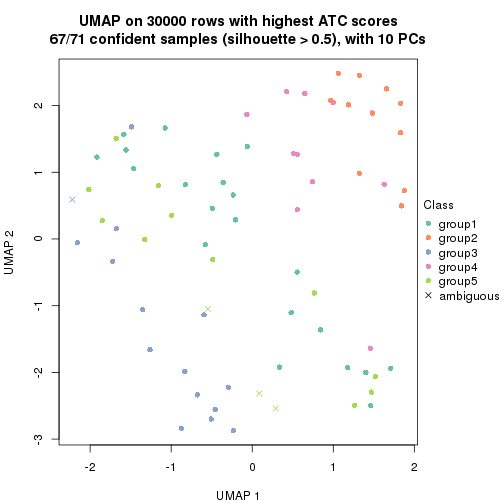 UMAP on 30000 rows with highest ATC scores
67/71 confident samples (silhouette > 0.5), with 10 PCs
2
1
0
-1
-2
-3
UMAP 2
-2
-1
0
1
2
UMAP 1
Class
group1
group2
group3
group4
group5
ambiguous